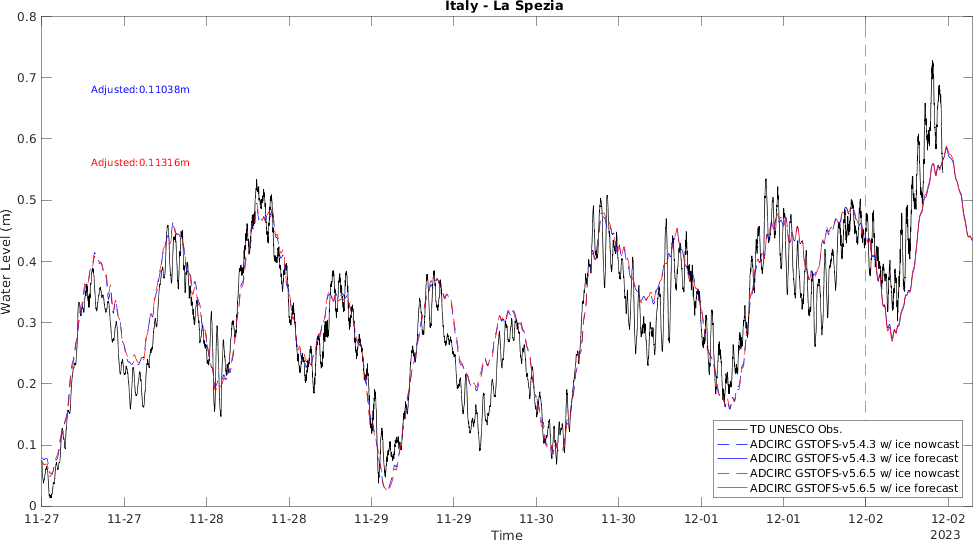 Italy - La Spezia
0.8
0.7
Adjusted:0.11038m
0.6
Adjusted:0.11316m
0.5
0.4
0.3
0.2
0.1
0
Water Level (m)
TD UNESCO Obs.
ADCIRC GSTOFS-v5.4.3 w/ ice nowcast
ADCIRC GSTOFS-v5.4.3 w/ ice forecast
ADCIRC GSTOFS-v5.6.5 w/ ice nowcast
ADCIRC GSTOFS-v5.6.5 w/ ice forecast
11-27 11-27 11-28 11-28 11-29 11-29 11-30 11-30 12-01 12-01 12-02 12-02
2023
Time